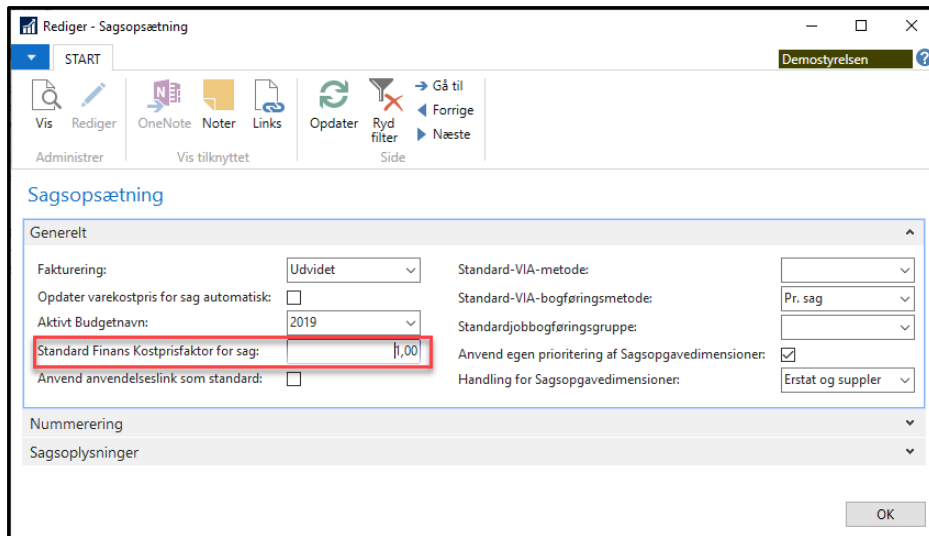 Rediger - Sagsopsætning
START
Demostyrelsen
?
Vis
Rediger
OneNote
Noter
Links
Opdater
Ryd
filter
Gå til
Forrige
Næste
Administrer
Vis tilknyttet
Side
Sagsopsætning
Generelt
Fakturering: Udvidet
Opdater varekostpris for sag automatisk:
Aktivt Budgetnavn: 2019
Standard Finans Kostprisfaktor for sag: 1,00
Anvend anvendelseslink som standard:
Standard-VIA-metode:
Standard-VIA-bogføringsmetode: Pr. sag
Standardjobbogføringsgruppe:
Anvend egen prioritering af Sagsopgavedimensioner:
Handling for Sagsopgavedimensioner: Erstat og suppler
Nummerering
Sagsoplysninger
OK